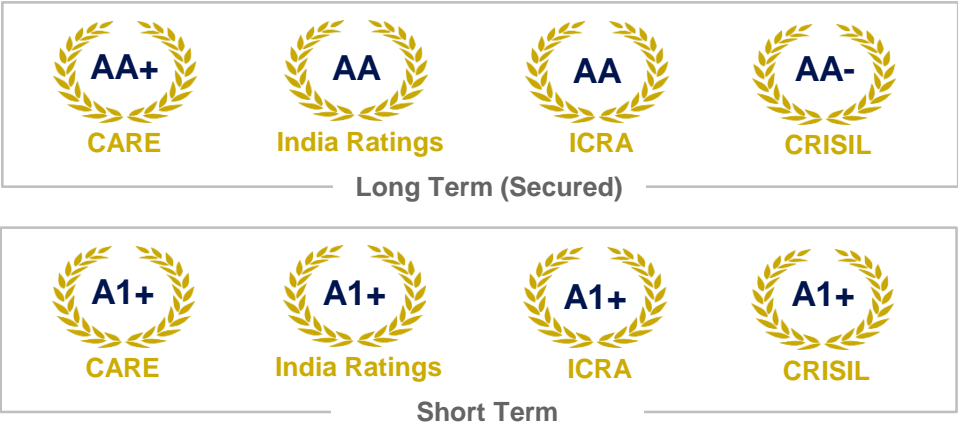 AA+ AA AA AA-
CARE India Ratings ICRA CRISIL
Long Term (Secured)
A1+ A1+ A1+ A1+
CARE India Ratings ICRA CRISIL
Short Term